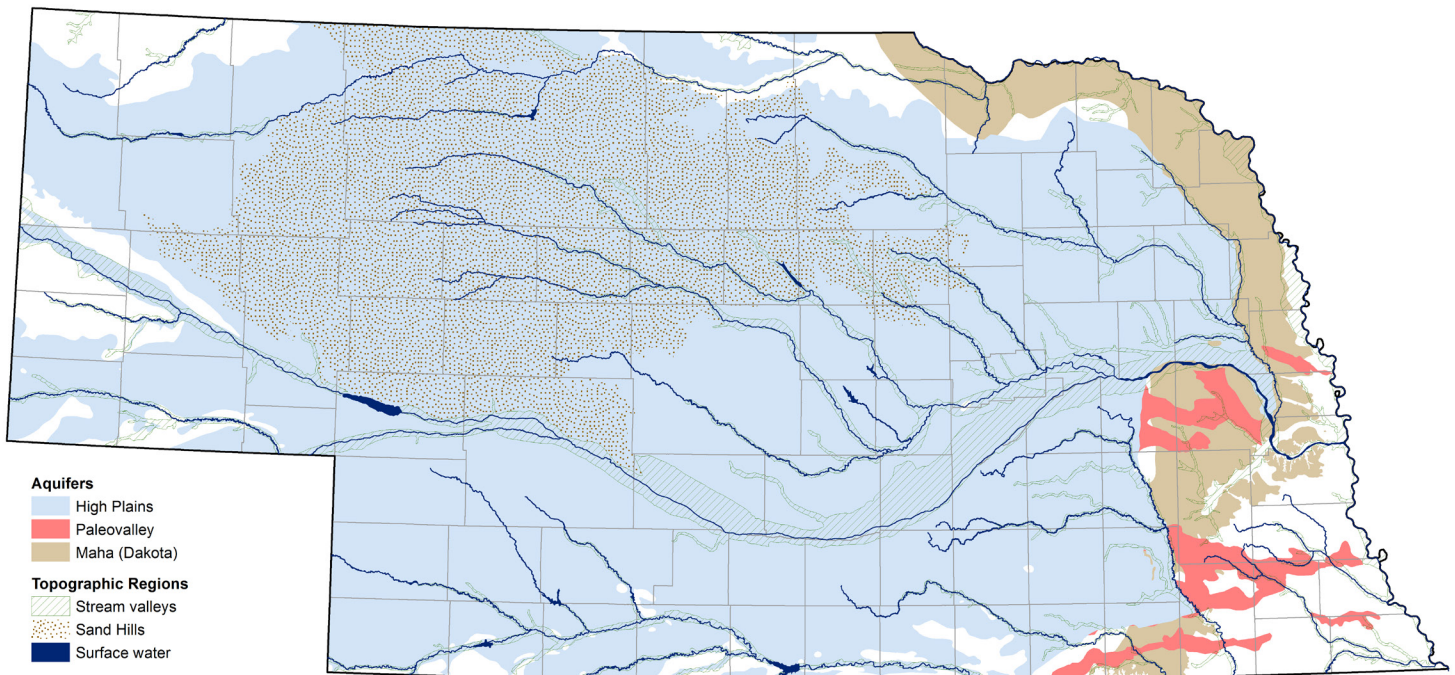 Aquifers
High Plains
Paleovalley
Maha (Dakota)
Topographic Regions
Stream valleys
Sand Hills
Surface water